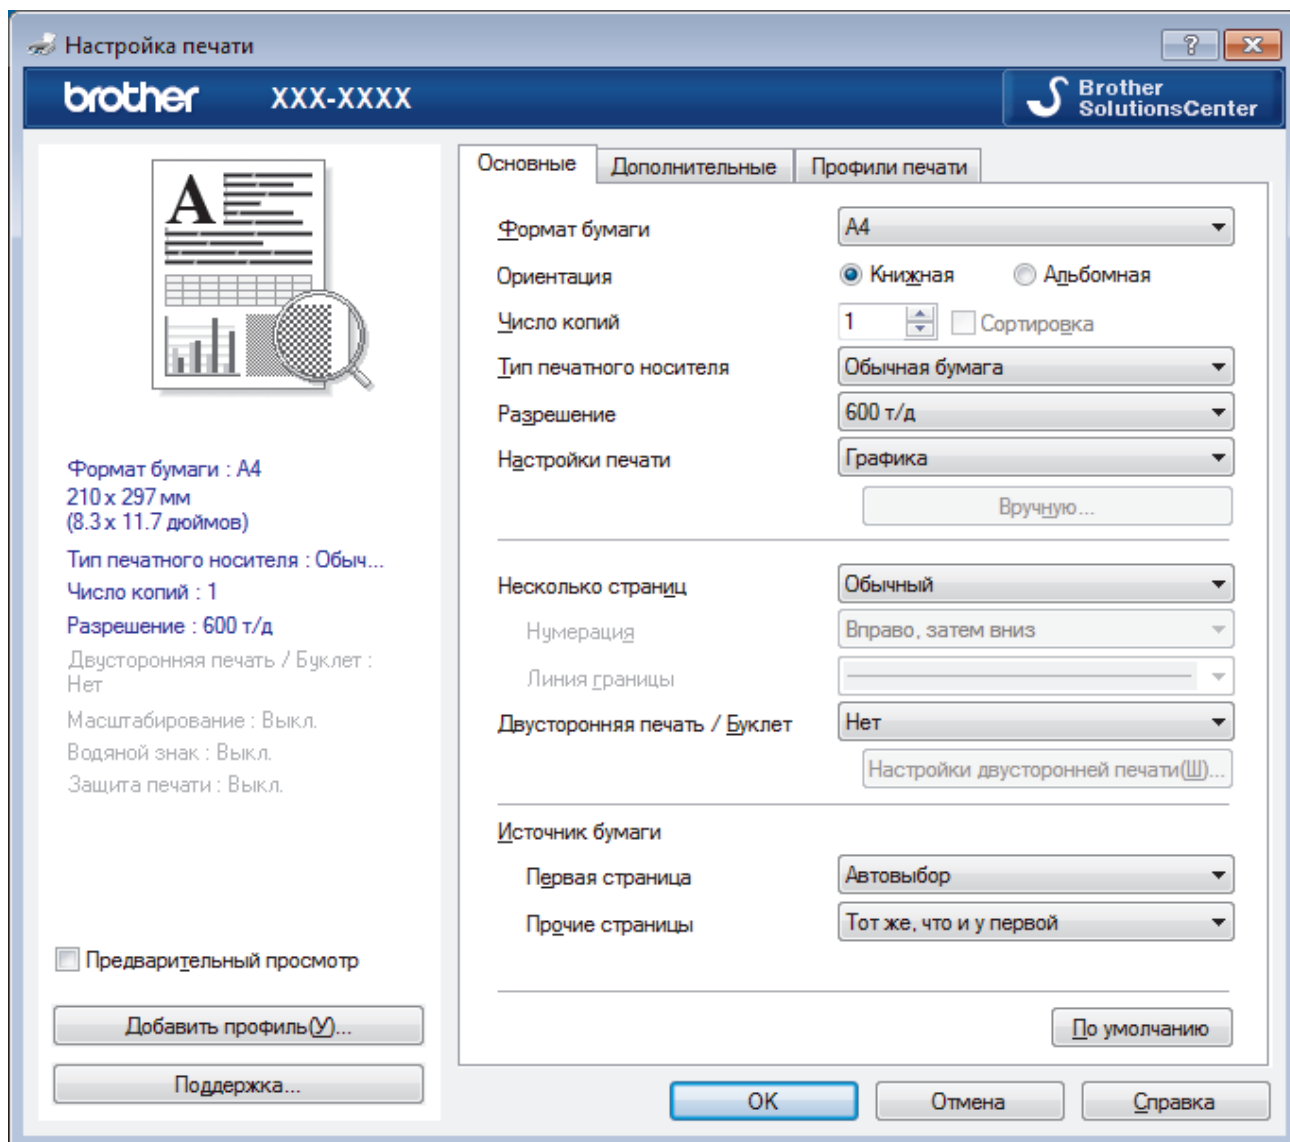 Настройка печати
brother XXX-XXXX
Brother
SolutionsCenter
Основные Дополнительные Профили печати
A
Формат бумаги A4
Ориентация Книжная Альбомная
Число копий 1 Сортировка
Тип печатного носителя Обычная бумага
Разрешение 600 т/д
Настройки печати Графика
Вручную...
Несколько страниц Обычный
Нумерация Вправо, затем вниз
Линия границы
Двусторонняя печать / Буклет Нет
Настройки двусторонней печати(Ш)...
Источник бумаги
Первая страница Автовыбор
Прочие страницы Тот же, что и у первой
По умолчанию
Формат бумаги : A4
210 x 297 мм
(8.3 x 11.7 дюймов)
Тип печатного носителя : Обыч...
Число копий : 1
Разрешение : 600 т/д
Двусторонняя печать / Буклет :
Нет
Масштабирование : Выкл.
Водяной знак : Выкл.
Защита печати : Выкл.
Предварительный просмотр
Добавить профиль(У)...
Поддержка...
OK Отмена Справка